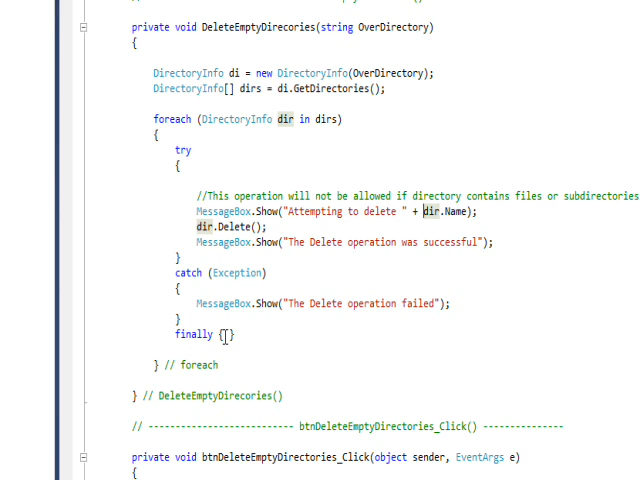 private void DeleteEmptyDirecories(string OverDirectory)
{
DirectoryInfo di = new DirectoryInfo(OverDirectory);
DirectoryInfo[] dirs = di.GetDirectories();
foreach (DirectoryInfo dir in dirs)
{
try
{
//This operation will not be allowed if directory contains files or subdirectories
MessageBox.Show("Attempting to delete " + dir.Name);
dir.Delete();
MessageBox.Show("The Delete operation was successful");
}
catch (Exception)
{
MessageBox.Show("The Delete operation failed");
}
finally { }
} // foreach
} // DeleteEmptyDirecories()
// -------------------------- btnDeleteEmptyDirectories_Click() ---------------
private void btnDeleteEmptyDirectories_Click(object sender, EventArgs e)
{